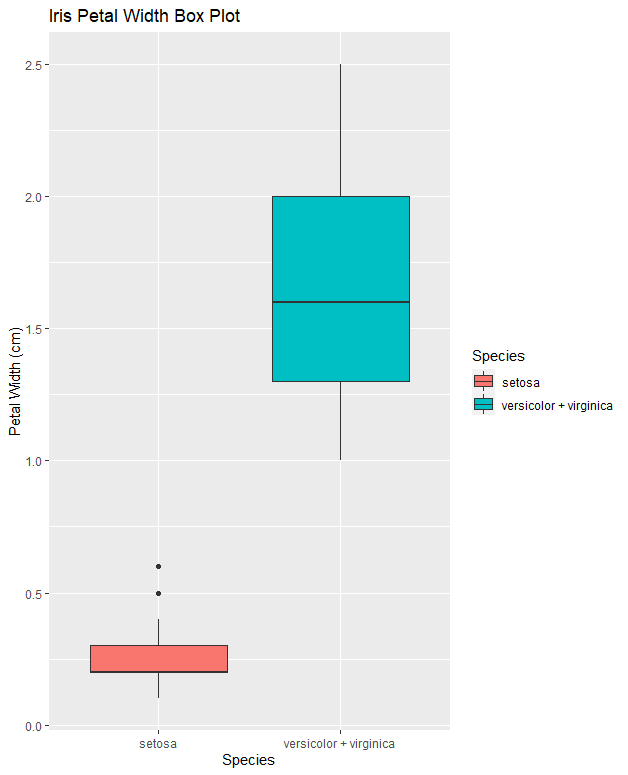 Iris Petal Width Box Plot
Petal Width (cm)
2.5
2.0
1.5
1.0
0.5
0.0
setosa
versicolor + virginica
Species
Species
setosa
versicolor + virginica